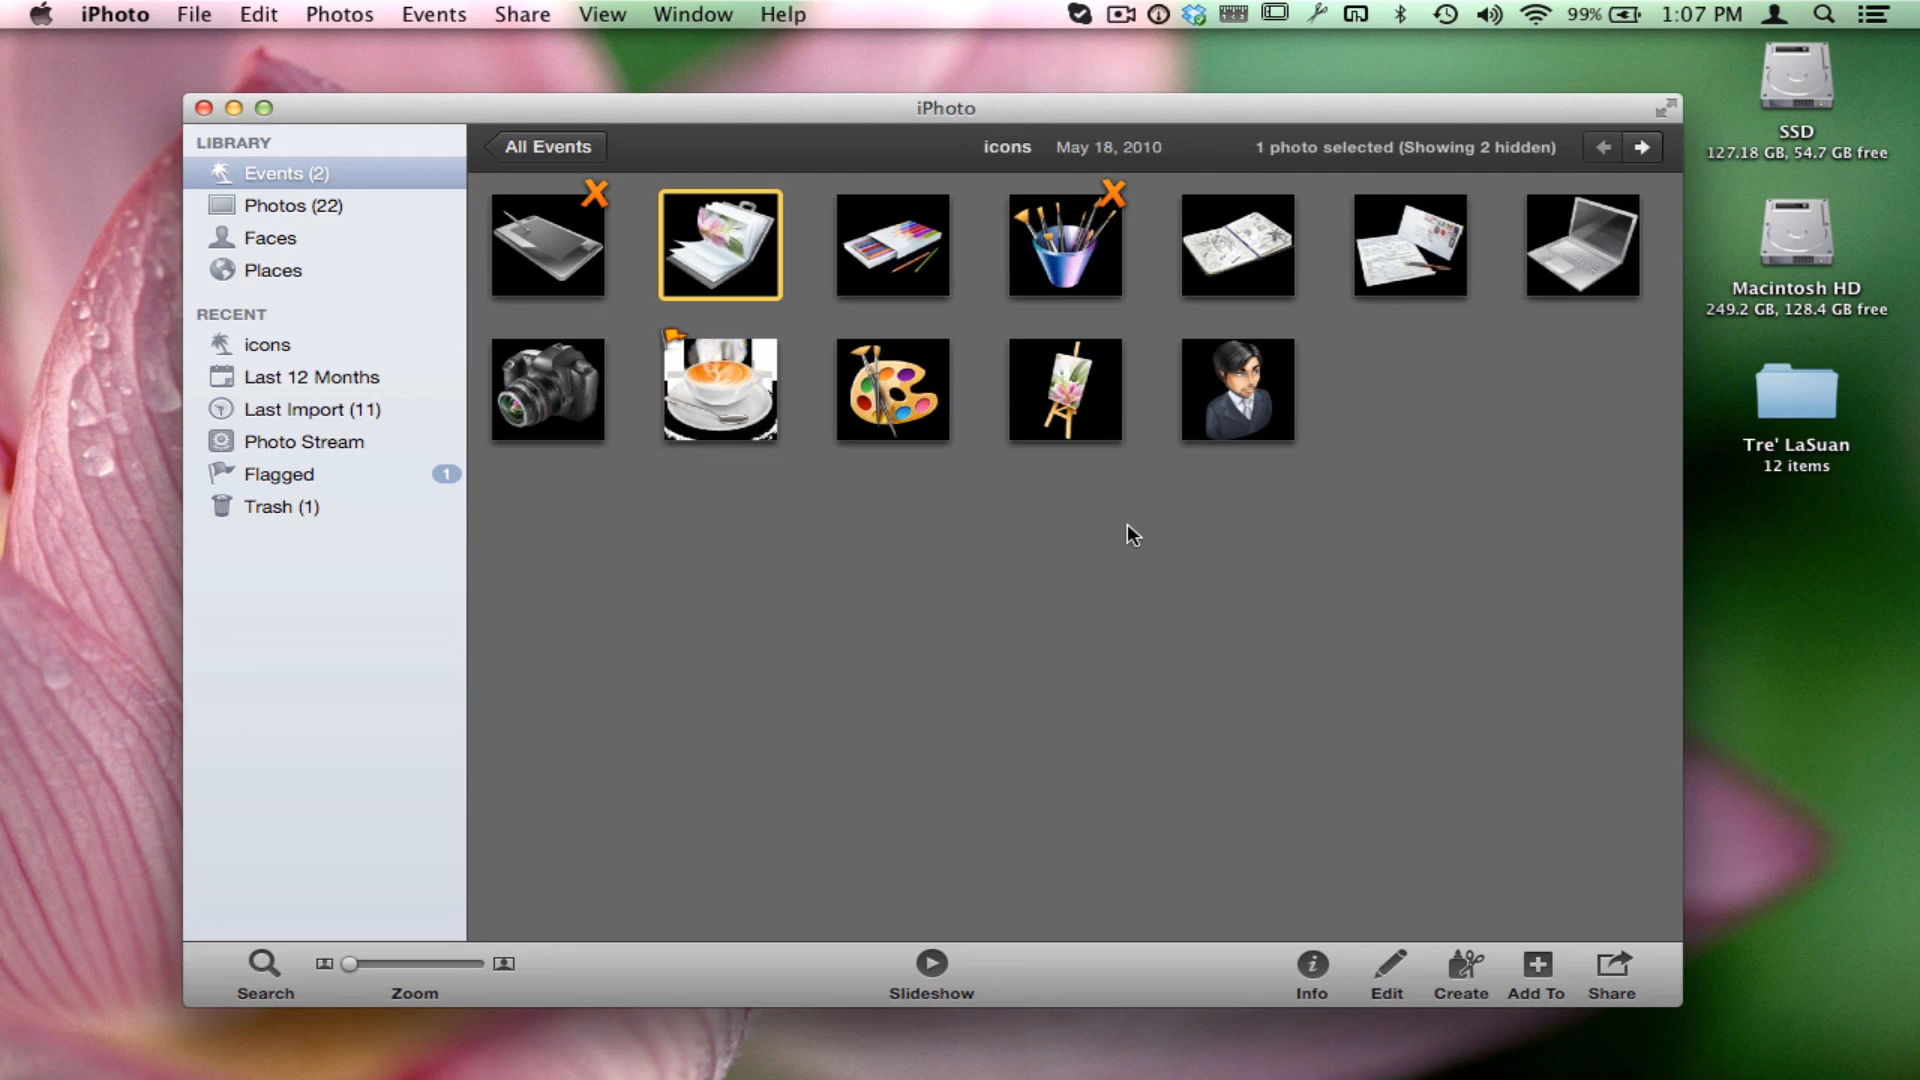 iPhoto File Edit Photos Events Share View Window Help 99% 1:07 PM
iPhoto
LIBRARY
Events (2)
Photos (22)
Faces
Places
RECENT
icons
Last 12 Months
Last Import (11)
Photo Stream
Flagged 1
Trash (1)
All Events icons May 18, 2010 1 photo selected (Showing 2 hidden)
Search Zoom Slideshow Info Edit Create Add To Share
SSD
127.18 GB, 54.7 GB free
Macintosh HD
249.2 GB, 128.4 GB free
Tre' LaSuan
12 items